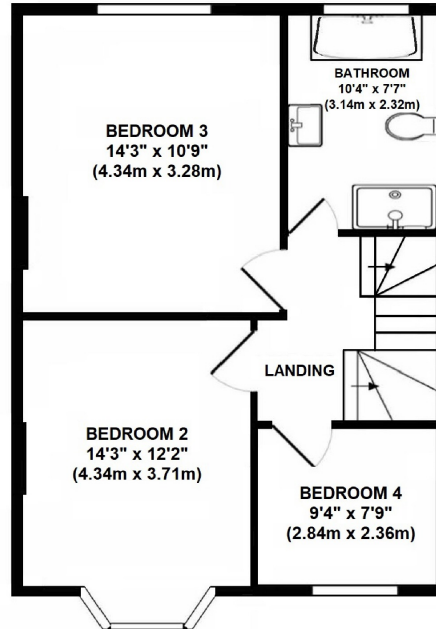 BATHROOM
10'4" x 7'7"
(3.14m x 2.32m)
BEDROOM 3
14'3" x 10'9"
(4.34m x 3.28m)
LANDING
BEDROOM 2
14'3" x 12'2"
(4.34m x 3.71m)
BEDROOM 4
9'4" x 7'9"
(2.84m x 2.36m)